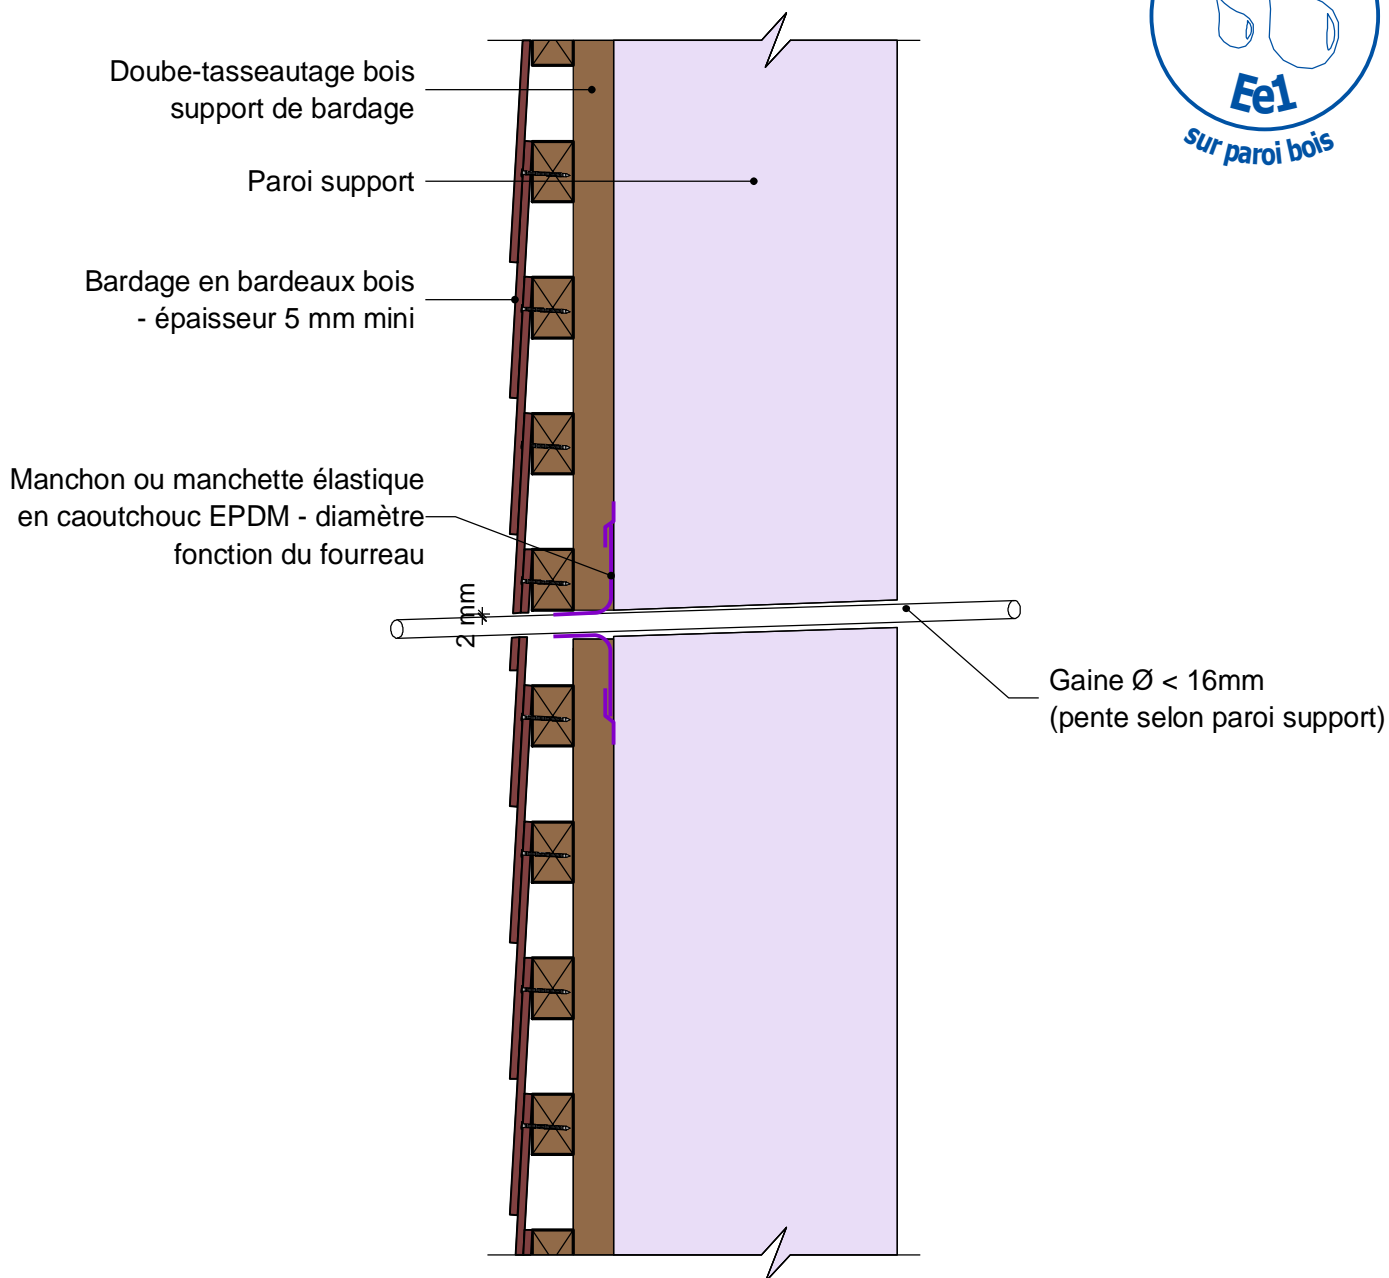 Doube-tasseautage bois
support de bardage
Paroi support
Bardage en bardeaux bois
- épaisseur 5 mm mini
Manchon ou manchette élastique
en caoutchouc EPDM - diamètre
fonction du fourreau
2 mm
Gaine Ø < 16mm
(pente selon paroi support)
Ee1
sur paroi bois